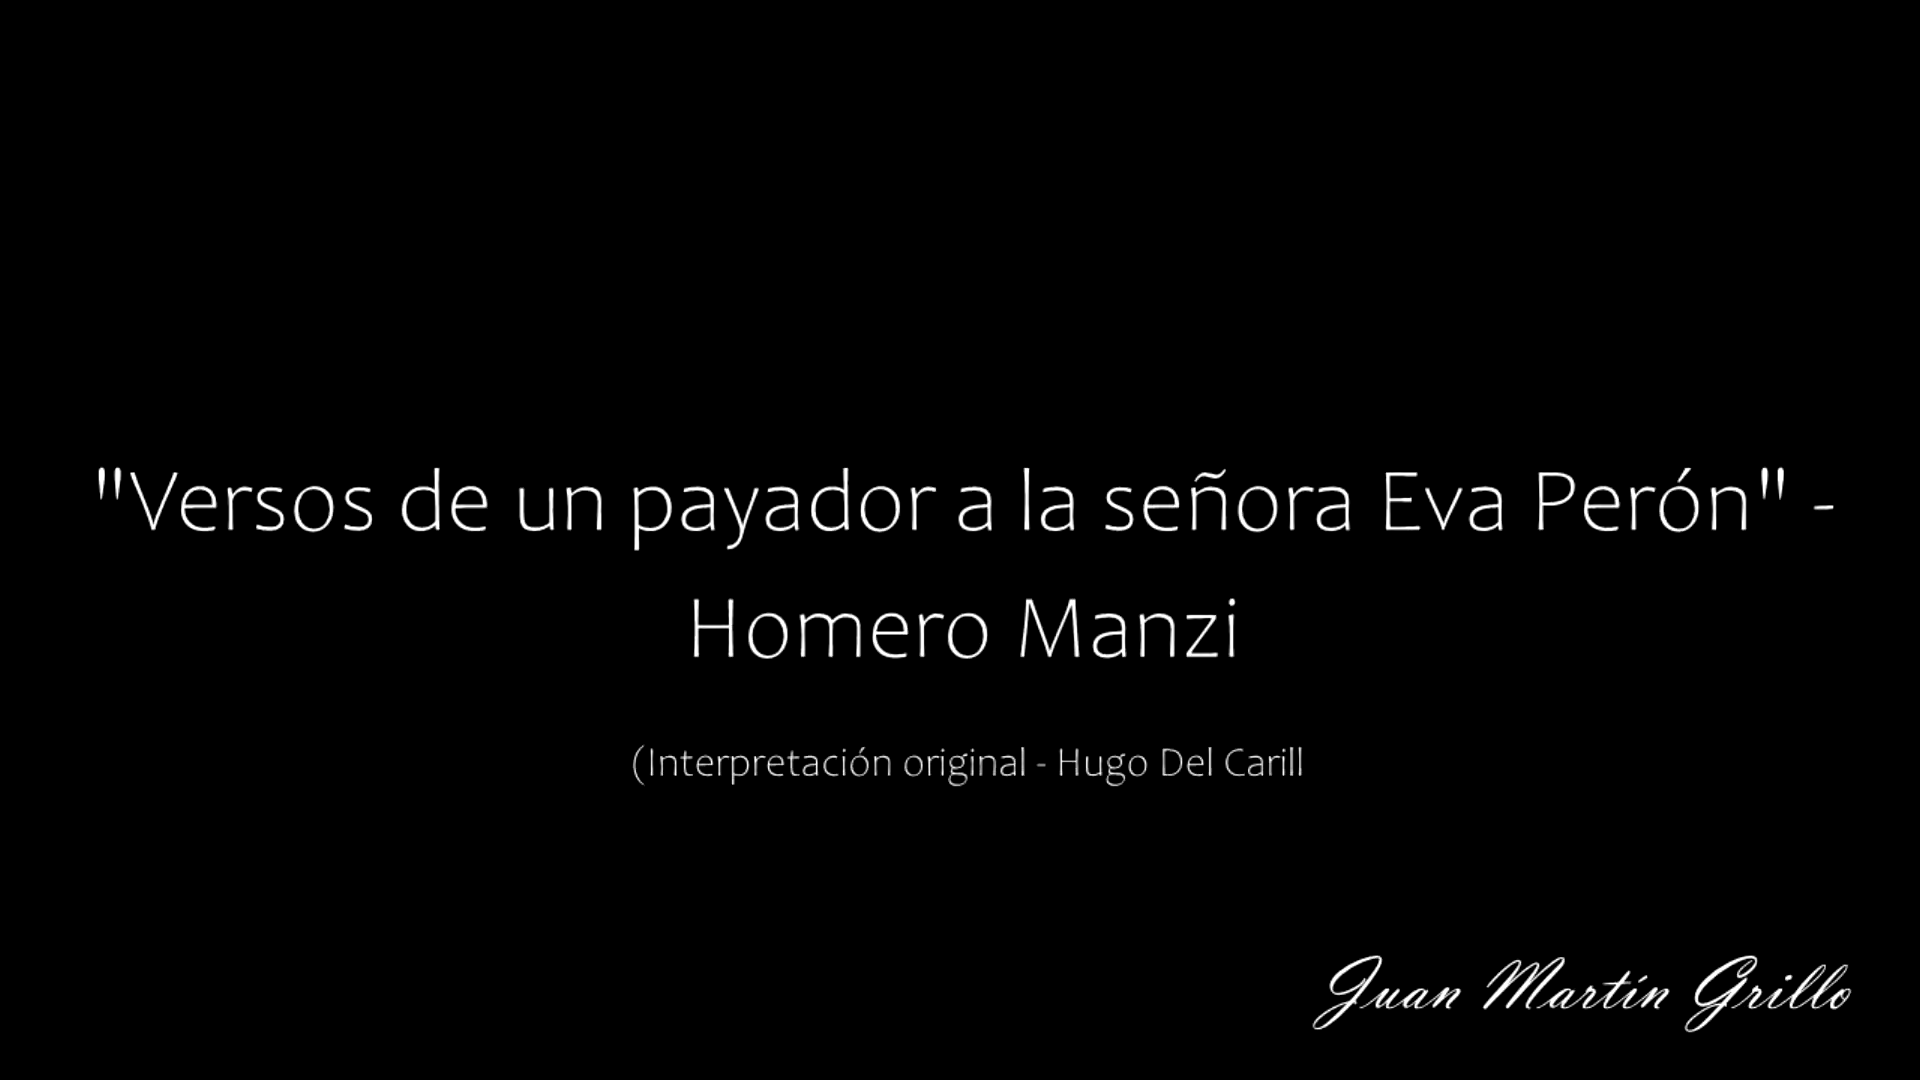 "Versos de un payador a la señora Eva Perón" -
Homero Manzi
(Interpretación original - Hugo Del Carill
Juan Martín Grillo